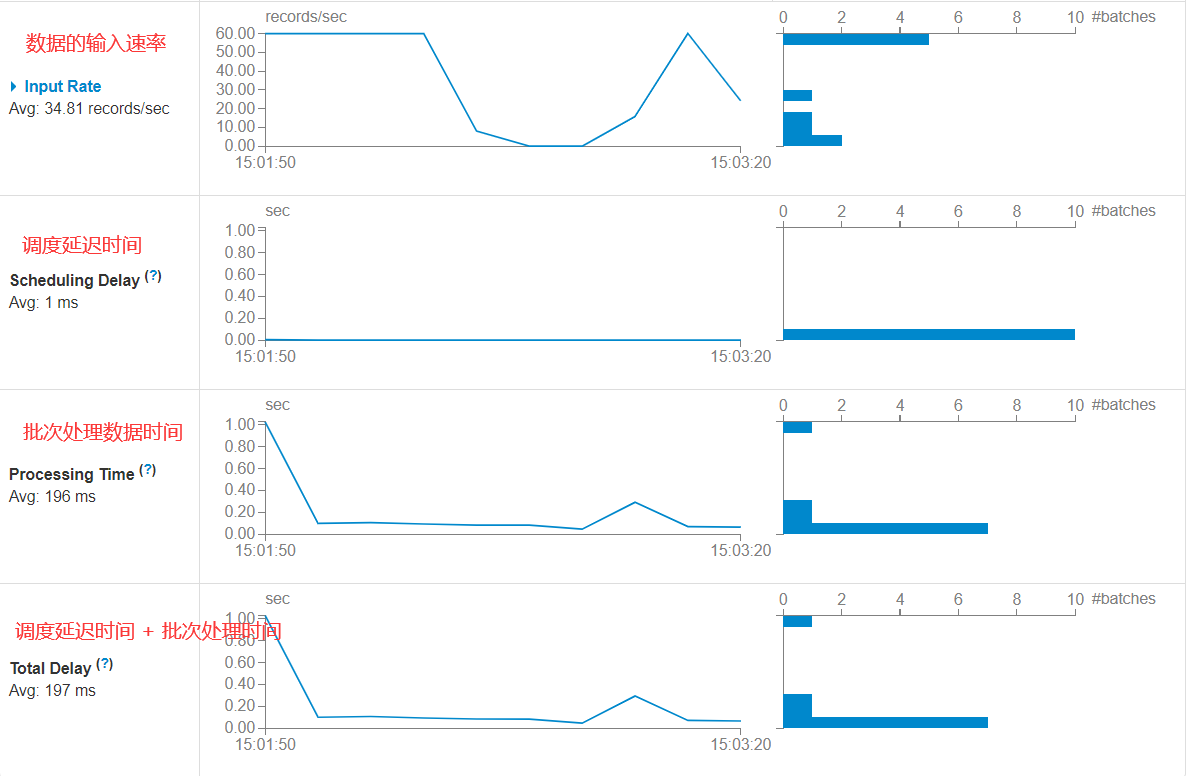 records/sec
0 2 4 6 8 10 #batches
数据的输入速率
Input Rate
Avg: 34.81 records/sec
60.00
50.00
40.00
30.00
20.00
10.00
0.00
15:01:50 15:03:20
sec
0 2 4 6 8 10 #batches
调度延迟时间
Scheduling Delay (?)
Avg: 1 ms
1.00
0.80
0.60
0.40
0.20
0.00
15:01:50 15:03:20
sec
0 2 4 6 8 10 #batches
批次处理数据时间
Processing Time (?)
Avg: 196 ms
1.00
0.80
0.60
0.40
0.20
0.00
15:01:50 15:03:20
sec
0 2 4 6 8 10 #batches
调度延迟时间 + 批次处理时间
Total Delay (?)
Avg: 197 ms
1.00
0.80
0.60
0.40
0.20
0.00
15:01:50 15:03:20